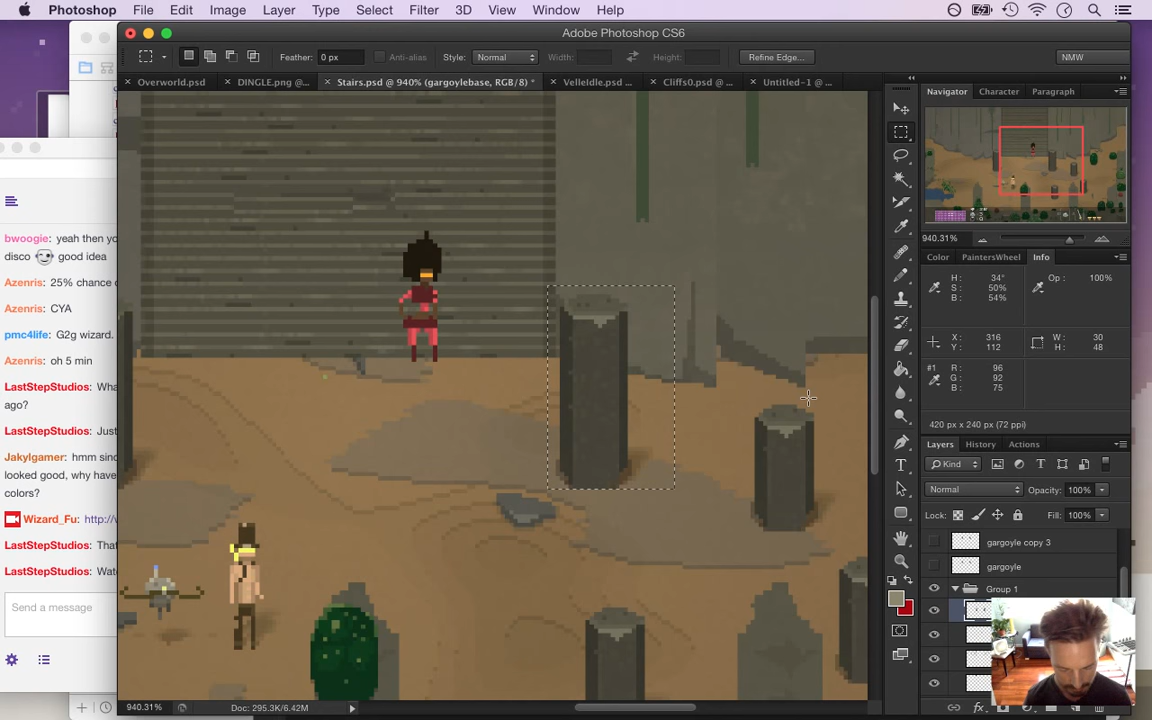 Photoshop File Edit Image Layer Type Select Filter 3D View Window Help
Adobe Photoshop CS6
Feather: 0 px Anti-alias Style: Normal Width: Height: Refine Edge... NMW
Overworld.psd DINGLE.png@... Stairs.psd @ 940% (gargoylebase, RGB/8) * VelleIdle.psd ... Cliffs0.psd @ ... Untitled-1 @ ...
Navigator Character Paragraph
940.31%
Color PaintersWheel Info
H: 34°
S: 50%
B: 54%
Op: 100%
X: 316
Y: 112
W: 30
H: 48
#1 R: 96
G: 92
B: 75
420 px x 240 px (72 ppi)
Layers History Actions
Kind
Normal Opacity: 100%
Lock: Fill: 100%
gargoyle copy 3
gargoyle
Group 1
fx
bwoogie: yeah then yo
disco good idea
Azenris: 25% chance o
Azenris: CYA
pmc4life: G2g wizard.
Azenris: oh 5 min
LastStepStudios: Wha
ago?
LastStepStudios: Just
Jakylgamer: hmm sinc
looked good, why have
colors?
Wizard_Fu: http://v
LastStepStudios: That
LastStepStudios: Wat
Send a message
940.31% Doc: 295.3K/6.42M